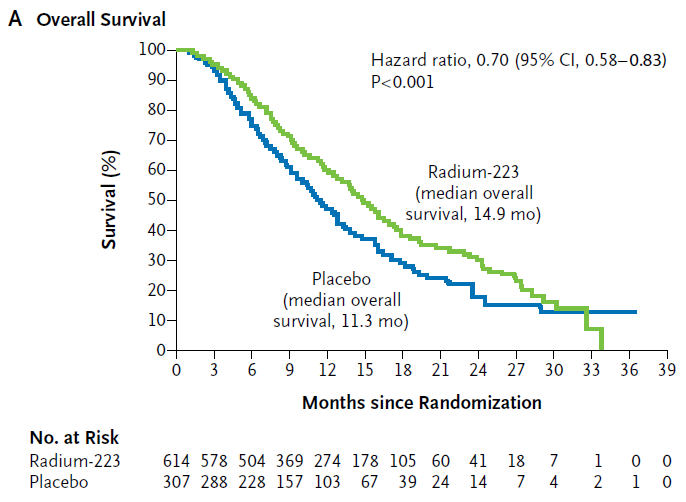 A Overall Survival
100
90
80
70
60
50
40
30
20
10
0
Survival (%)
Hazard ratio, 0.70 (95% CI, 0.58–0.83)
P<0.001
Radium-223
(median overall
survival, 14.9 mo)
Placebo
(median overall
survival, 11.3 mo)
0 3 6 9 12 15 18 21 24 27 30 33 36 39
Months since Randomization
No. at Risk
Radium-223 614 578 504 369 274 178 105 60 41 18 7 1 0 0
Placebo 307 288 228 157 103 67 39 24 14 7 4 2 1 0